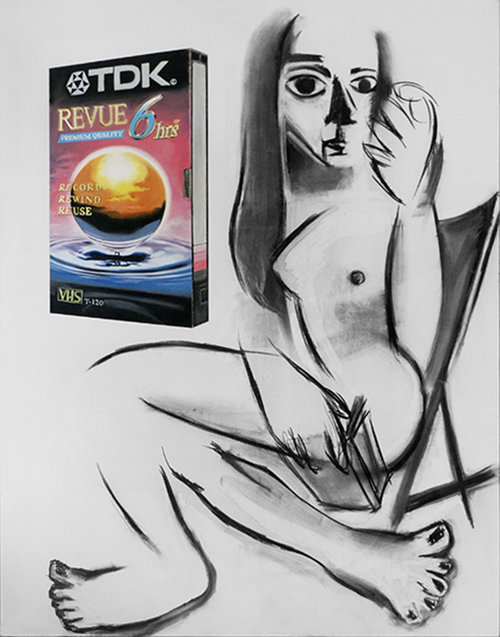 TDK
REVUE 6hrs
PREMIUM QUALITY
RECORD
REWIND
REUSE
VHS T-120